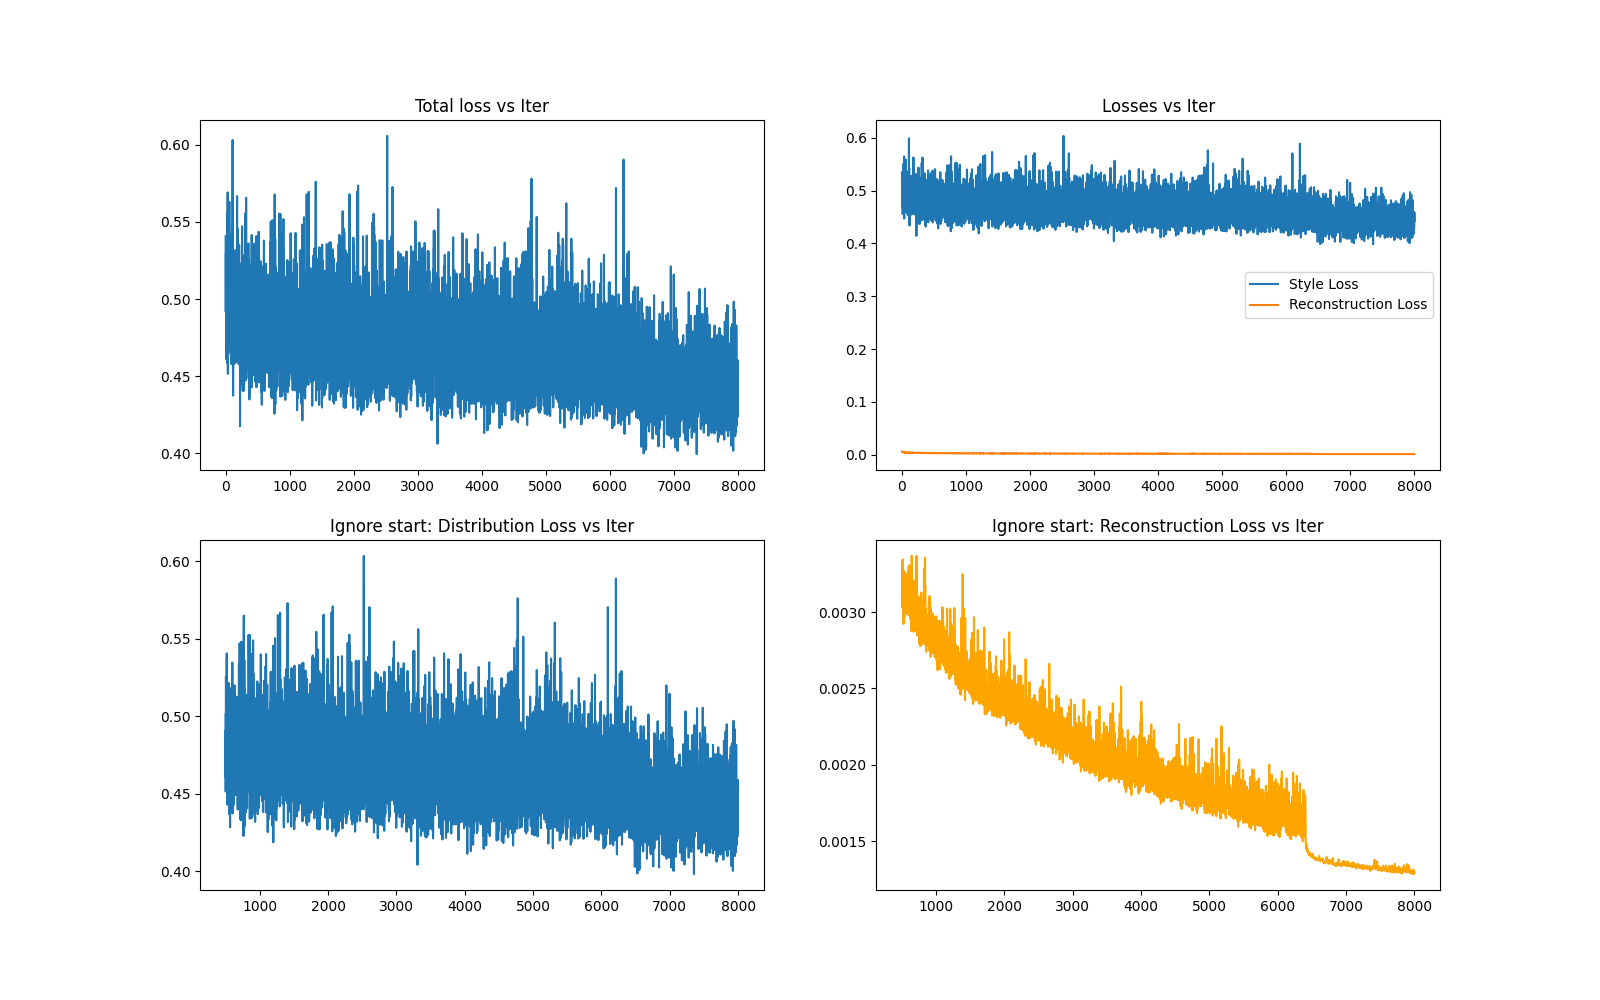 Total loss vs Iter
0.60
0.55
0.50
0.45
0.40
0 1000 2000 3000 4000 5000 6000 7000 8000
Losses vs Iter
0.6
0.5
0.4
0.3
0.2
0.1
0.0
Style Loss
Reconstruction Loss
0 1000 2000 3000 4000 5000 6000 7000 8000
Ignore start: Distribution Loss vs Iter
0.60
0.55
0.50
0.45
0.40
1000 2000 3000 4000 5000 6000 7000 8000
Ignore start: Reconstruction Loss vs Iter
0.0030
0.0025
0.0020
0.0015
1000 2000 3000 4000 5000 6000 7000 8000